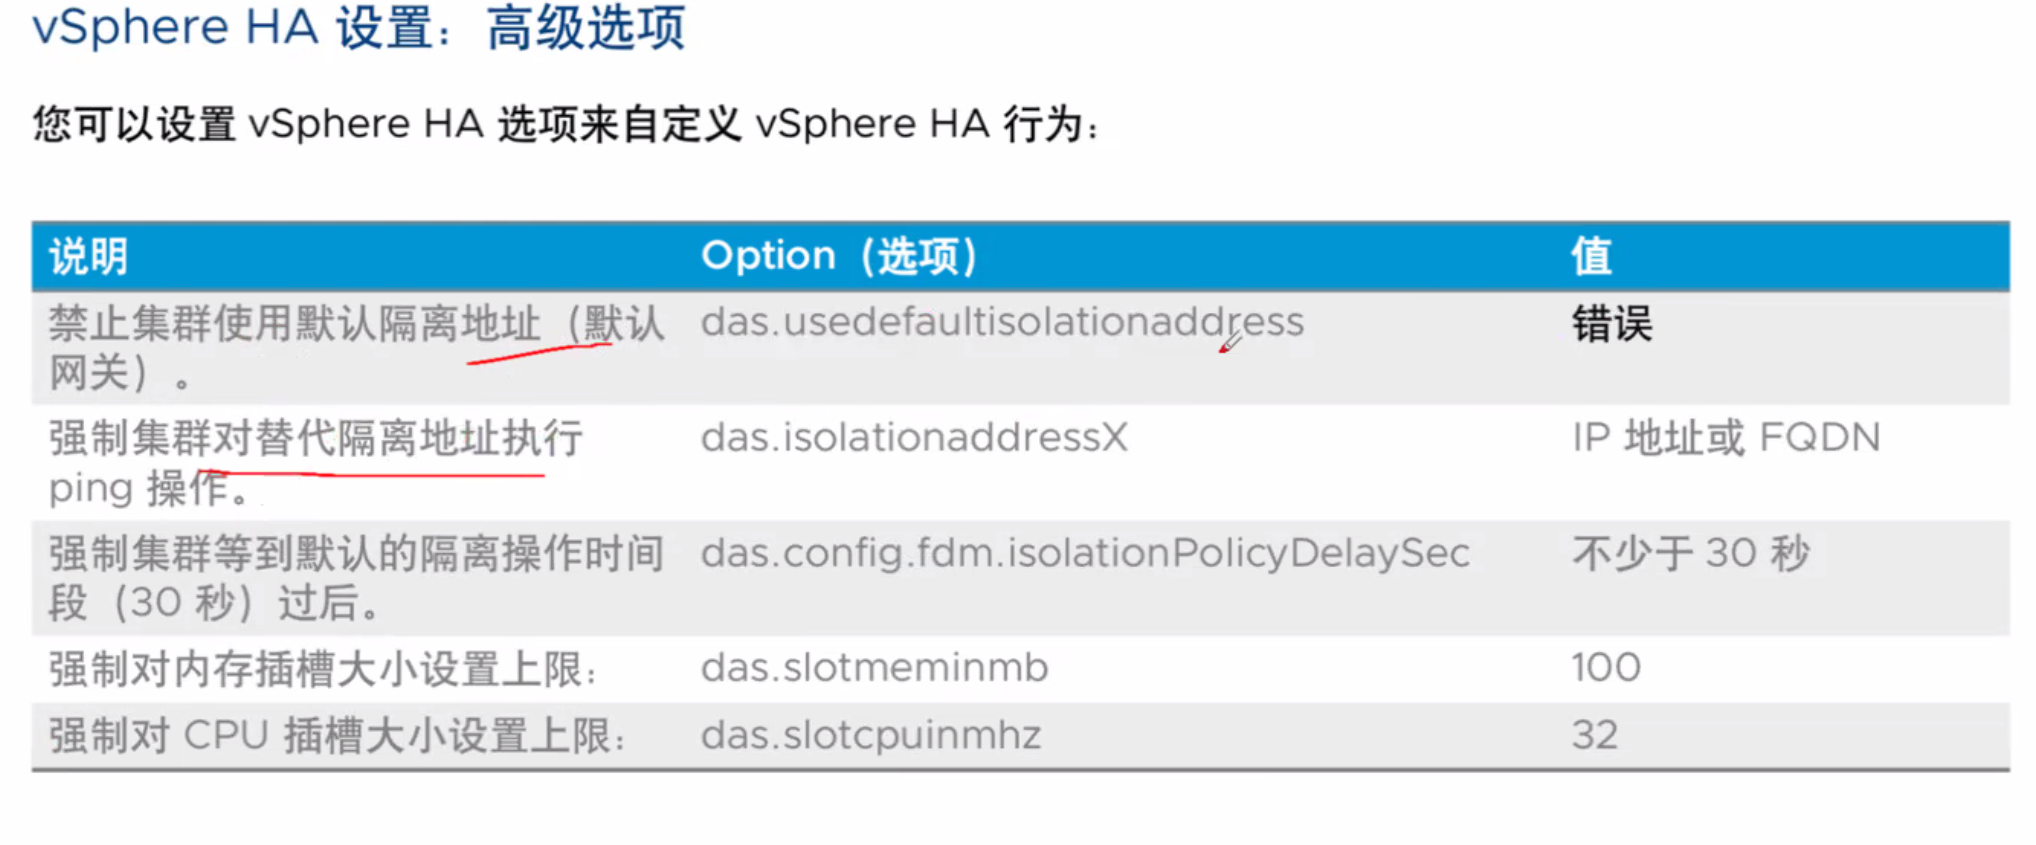 vSphere HA 设置：高级选项
您可以设置 vSphere HA 选项来自定义 vSphere HA 行为：
说明 Option（选项） 值
禁止集群使用默认隔离地址（默认 das.usedefaultisolationaddress 错误
网关）。
强制集群对替代隔离地址执行 das.isolationaddressX IP 地址或 FQDN
ping 操作。
强制集群等到默认的隔离操作时间 das.config.fdm.isolationPolicyDelaySec 不少于 30 秒
段（30 秒）过后。
强制对内存插槽大小设置上限： das.slotmeminmb 100
强制对 CPU 插槽大小设置上限： das.slotcpuinmhz 32